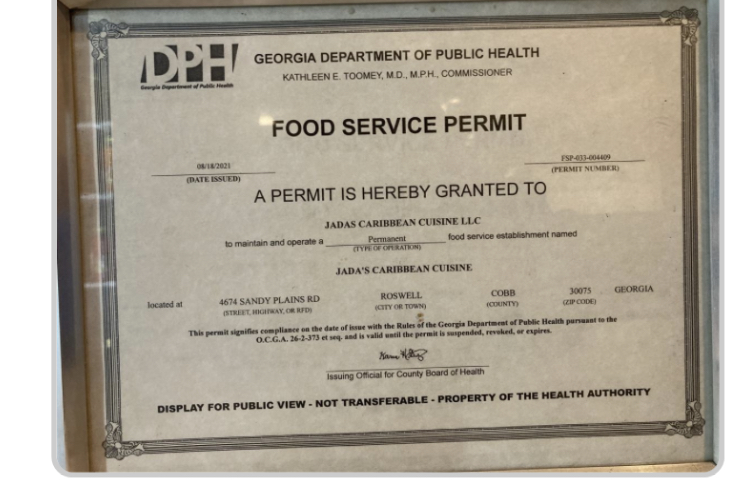 DPH
Georgia Department of Public Health
GEORGIA DEPARTMENT OF PUBLIC HEALTH
KATHLEEN E. TOOMEY, M.D., M.P.H., COMMISSIONER
FOOD SERVICE PERMIT
08/18/2021 FSP-033-004409
(DATE ISSUED) (PERMIT NUMBER)
A PERMIT IS HEREBY GRANTED TO
JADAS CARIBBEAN CUISINE LLC
to maintain and operate a Permanent food service establishment named
(TYPE OF OPERATION)
JADA'S CARIBBEAN CUISINE
located at 4674 SANDY PLAINS RD ROSWELL COBB 30075 GEORGIA
(STREET, HIGHWAY, OR RFD) (CITY OR TOWN) (COUNTY) (ZIP CODE)
This permit signifies compliance on the date of issue with the Rules of the Georgia Department of Public Health pursuant to the
O.C.G.A. 26-2-373 et seq. and is valid until the permit is suspended, revoked, or expires.
Issuing Official for County Board of Health
DISPLAY FOR PUBLIC VIEW - NOT TRANSFERABLE - PROPERTY OF THE HEALTH AUTHORITY